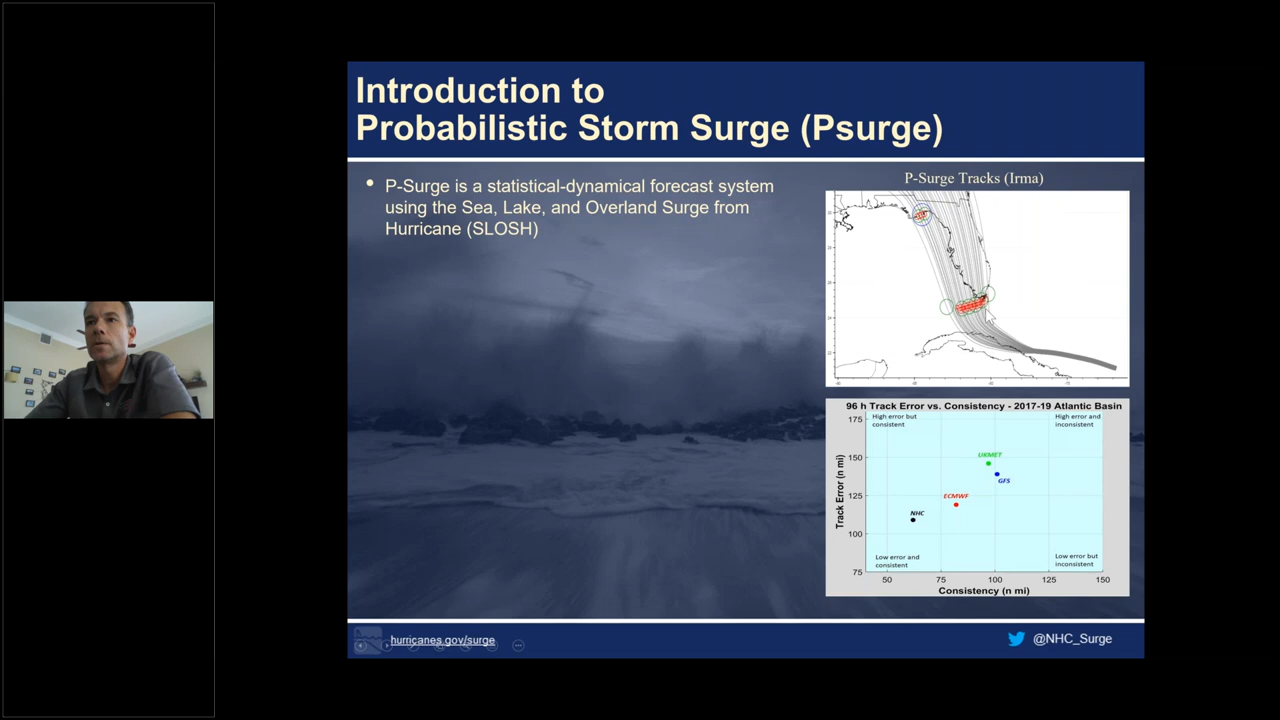 Introduction to
Probabilistic Storm Surge (Psurge)
• P-Surge is a statistical-dynamical forecast system
using the Sea, Lake, and Overland Surge from
Hurricane (SLOSH)
P-Surge Tracks (Irma)
96 h Track Error vs. Consistency - 2017-19 Atlantic Basin
High error but
consistent
High error and
inconsistent
UKMET
GFS
ECMWF
NHC
Low error and
consistent
Low error but
inconsistent
Track Error (n mi)
175
150
125
100
75
50
75
100
125
150
Consistency (n mi)
hurricanes.gov/surge
@NHC_Surge